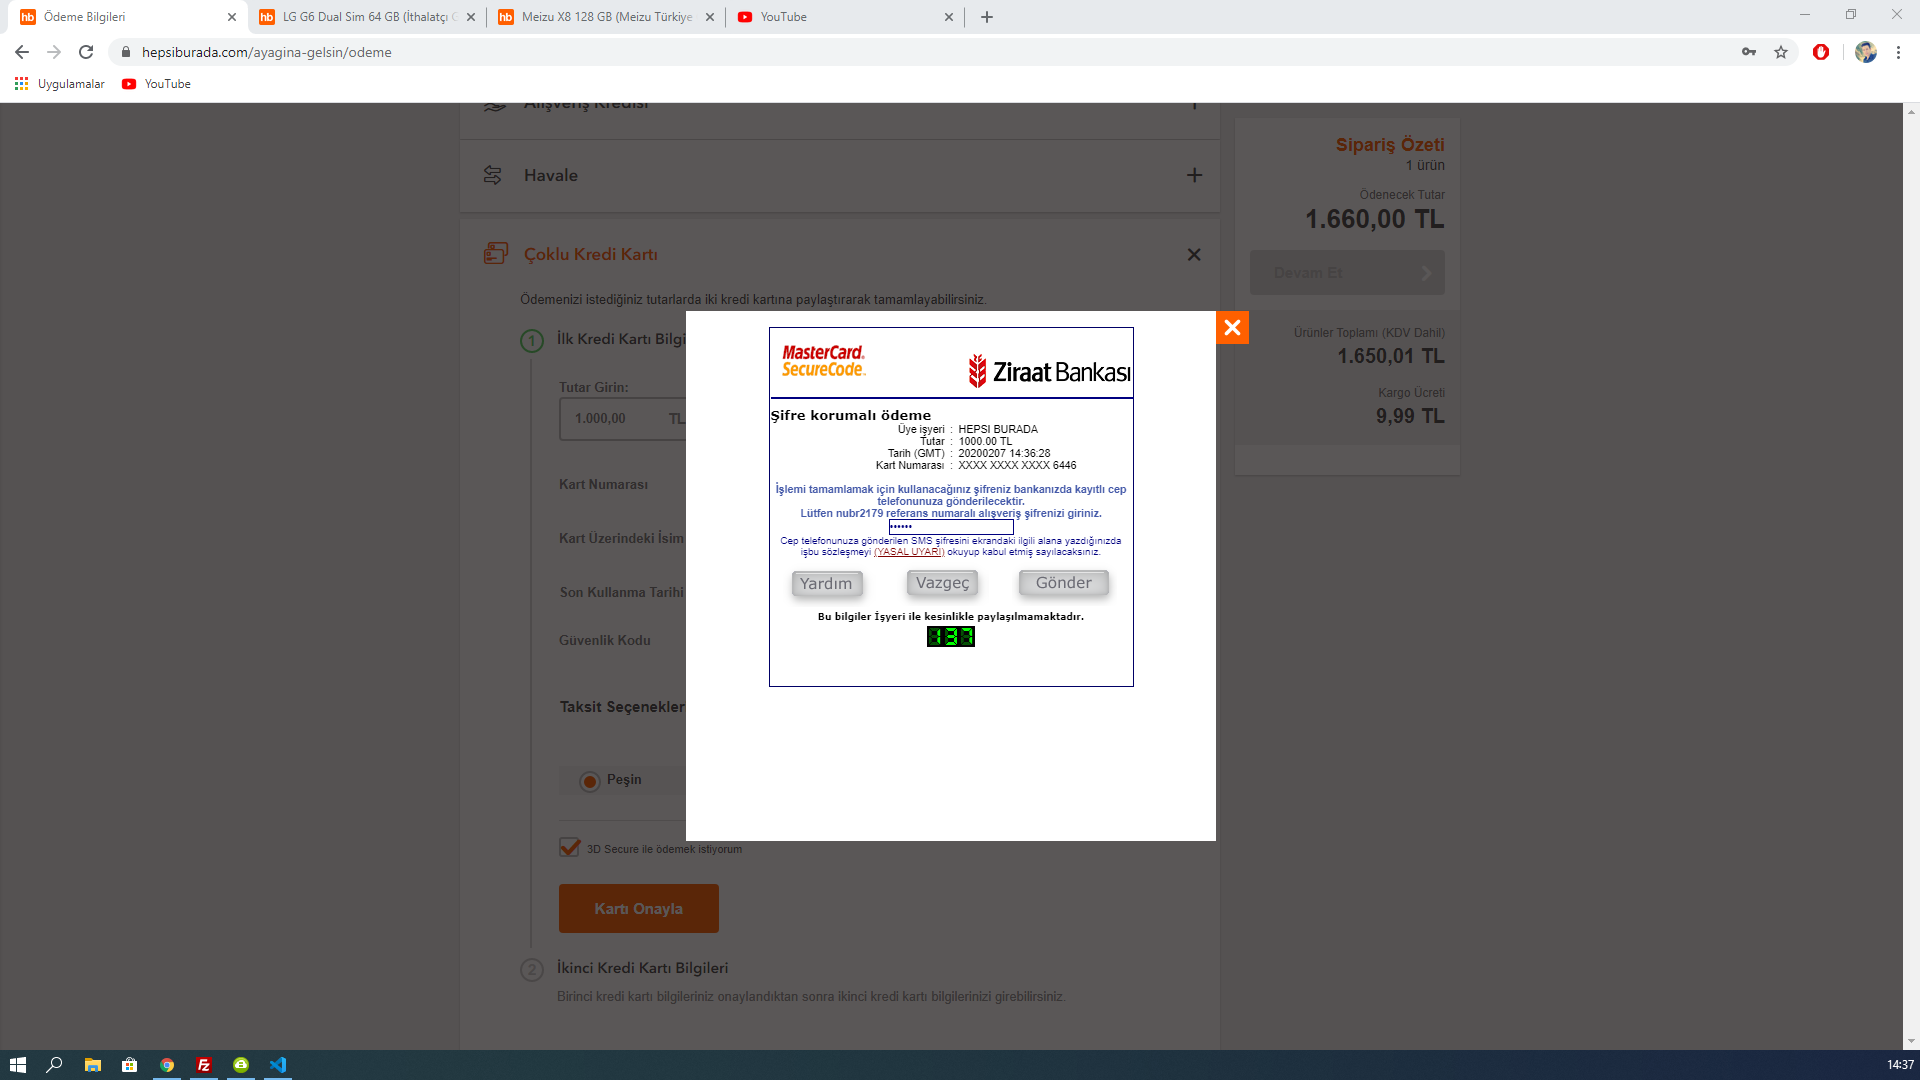 Ödeme Bilgileri
LG G6 Dual Sim 64 GB (İthalatçı G
Meizu X8 128 GB (Meizu Türkiye
YouTube
hepsiburada.com/ayagina-gelsin/odeme
Uygulamalar
YouTube
Alışveriş Kredisi
Havale
Çoklu Kredi Kartı
Ödemenizi istediğiniz tutarlarda iki kredi kartına paylaştırarak tamamlayabilirsiniz.
1
İlk Kredi Kartı Bilgi
Tutar Girin:
1.000,00 TL
Kart Numarası
Kart Üzerindeki İsim
Son Kullanma Tarihi
Güvenlik Kodu
Taksit Seçenekler
Peşin
3D Secure ile ödemek istiyorum
Kartı Onayla
2
İkinci Kredi Kartı Bilgileri
Birinci kredi kartı bilgileriniz onaylandıktan sonra ikinci kredi kartı bilgilerinizi girebilirsiniz.
MasterCard.
SecureCode.
Ziraat Bankası
Şifre korumalı ödeme
Üye işyeri : HEPSI BURADA
Tutar : 1000.00 TL
Tarih (GMT) : 20200207 14:36:28
Kart Numarası : XXXX XXXX XXXX 6446
İşlemi tamamlamak için kullanacağınız şifreniz bankanızda kayıtlı cep
telefonunuza gönderilecektir.
Lütfen nubr2179 referans numaralı alışveriş şifrenizi giriniz.
••••••
Cep telefonunuza gönderilen SMS şifresini ekrandaki ilgili alana yazdığınızda
işbu sözleşmeyi (YASAL UYARI) okuyup kabul etmiş sayılacaksınız.
Yardım
Vazgeç
Gönder
Bu bilgiler İşyeri ile kesinlikle paylaşılmamaktadır.
137
Sipariş Özeti
1 ürün
Ödenecek Tutar
1.660,00 TL
Devam Et
Ürünler Toplamı (KDV Dahil)
1.650,01 TL
Kargo Ücreti
9,99 TL
14:37